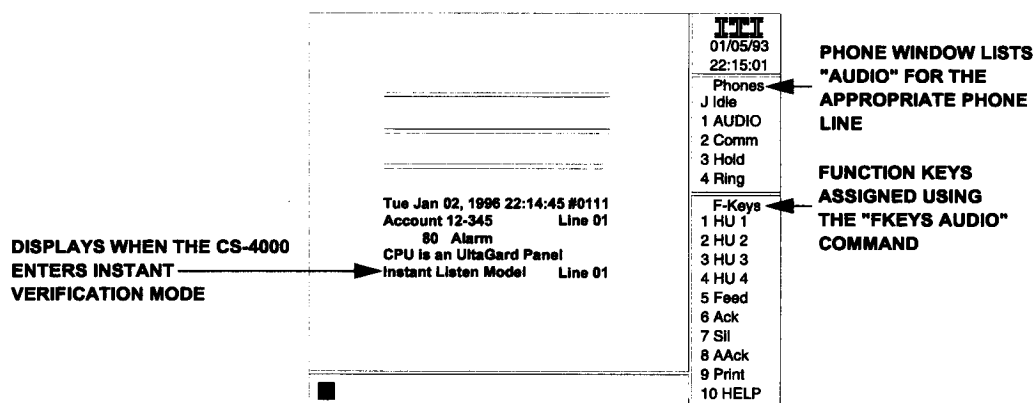 DISPLAYS WHEN THE CS-4000
ENTERS INSTANT
VERIFICATION MODE
Tue Jan 02, 1996 22:14:45 #0111
Account 12-345 Line 01
80 Alarm
CPU is an UltaGard Panel
Instant Listen Model Line 01
ITI
01/05/93
22:15:01
Phones
J Idle
1 AUDIO
2 Comm
3 Hold
4 Ring
F-Keys
1 HU 1
2 HU 2
3 HU 3
4 HU 4
5 Feed
6 Ack
7 Sil
8 AAck
9 Print
10 HELP
PHONE WINDOW LISTS
"AUDIO" FOR THE
APPROPRIATE PHONE
LINE
FUNCTION KEYS
ASSIGNED USING
THE "FKEYS AUDIO"
COMMAND